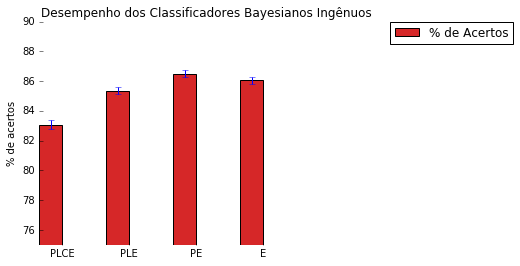 Desempenho dos Classificadores Bayesianos Ingênuos
% de Acertos
% de acertos
90
88
86
84
82
80
78
76
PLCE PLE PE E